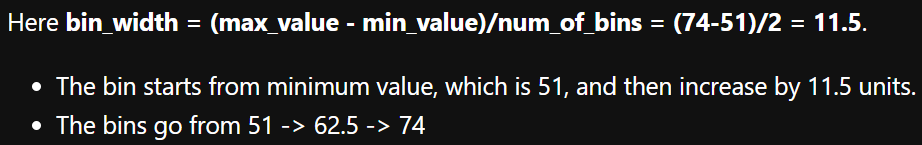 Here bin_width = (max_value - min_value)/num_of_bins = (74-51)/2 = 11.5.
• The bin starts from minimum value, which is 51, and then increase by 11.5 units.
• The bins go from 51 -> 62.5 -> 74